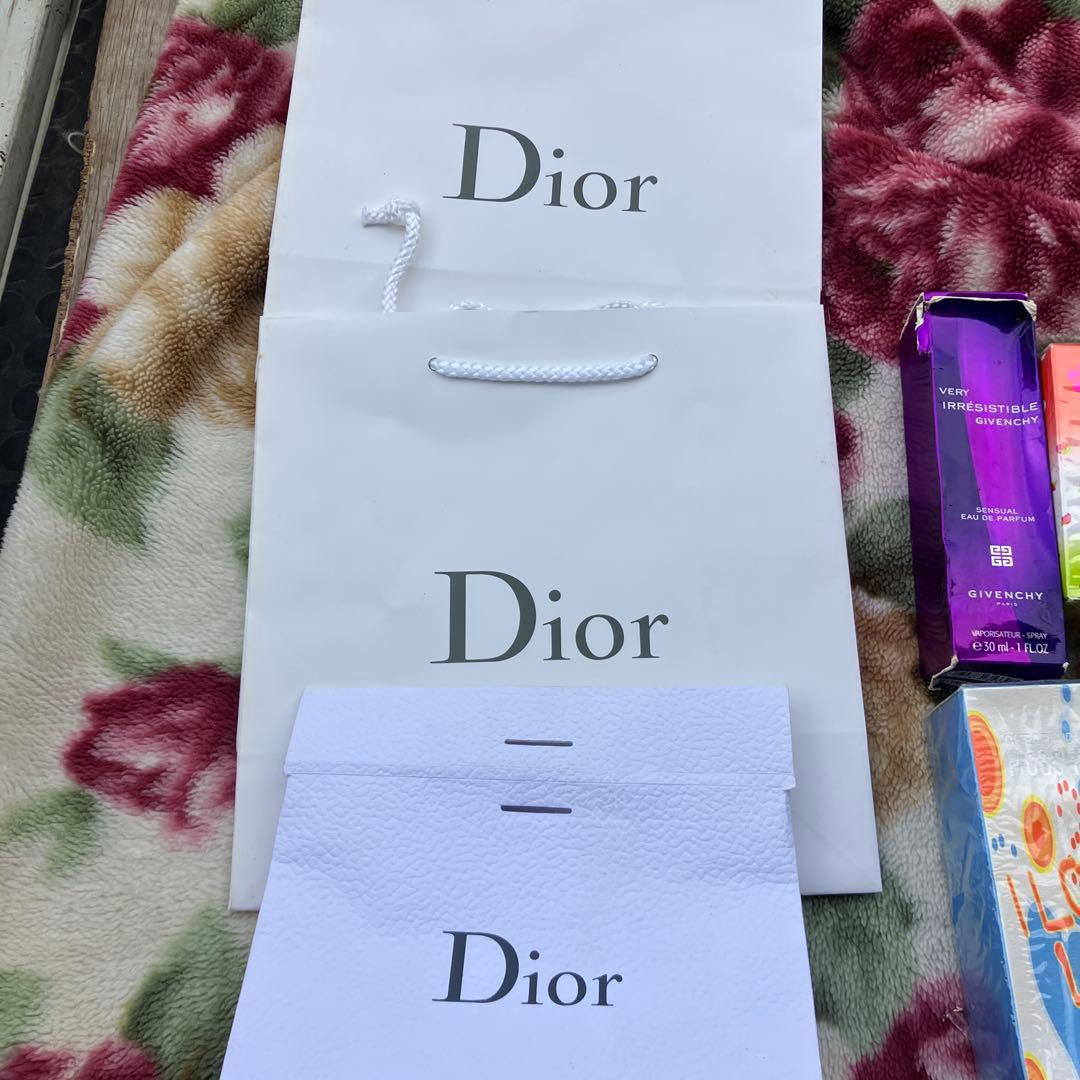 Dior
Dior
Dior
VERY
IRRÉSISTIBLE
GIVENCHY
SENSUAL
EAU DE PARFUM
GIVENCHY
PARIS
VAPORISATEUR - SPRAY
e 30 ml - 1 FL.OZ
I LO